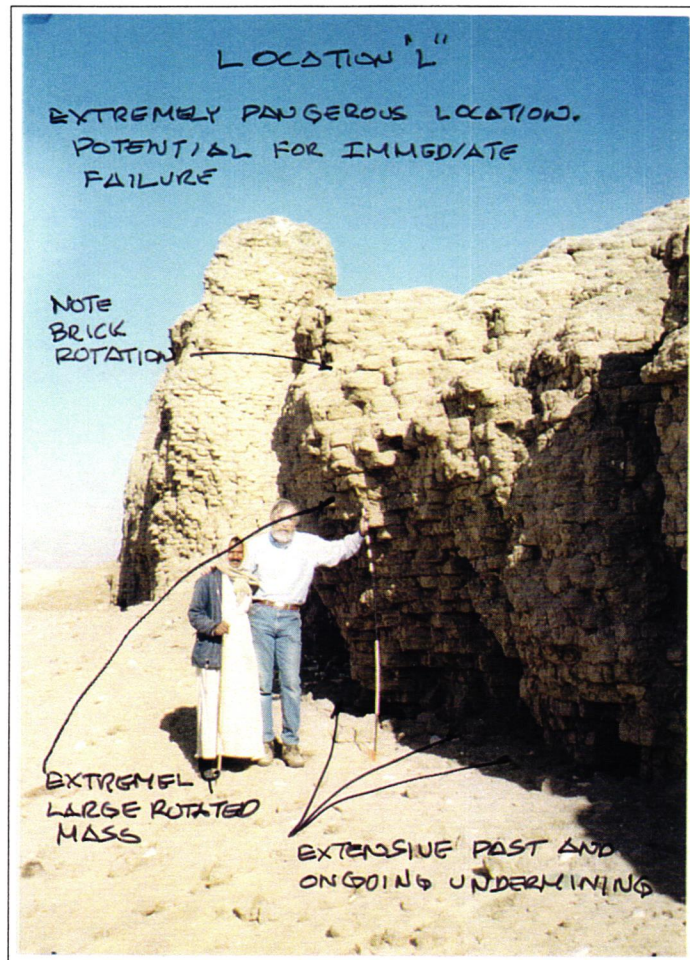 LOCATION "L"
EXTREMELY DANGEROUS LOCATION.
POTENTIAL FOR IMMEDIATE
FAILURE
NOTE
BRICK
ROTATION
EXTREMELY
LARGE ROTATED
MASS
EXTENSIVE PAST AND
ONGOING UNDERMINING